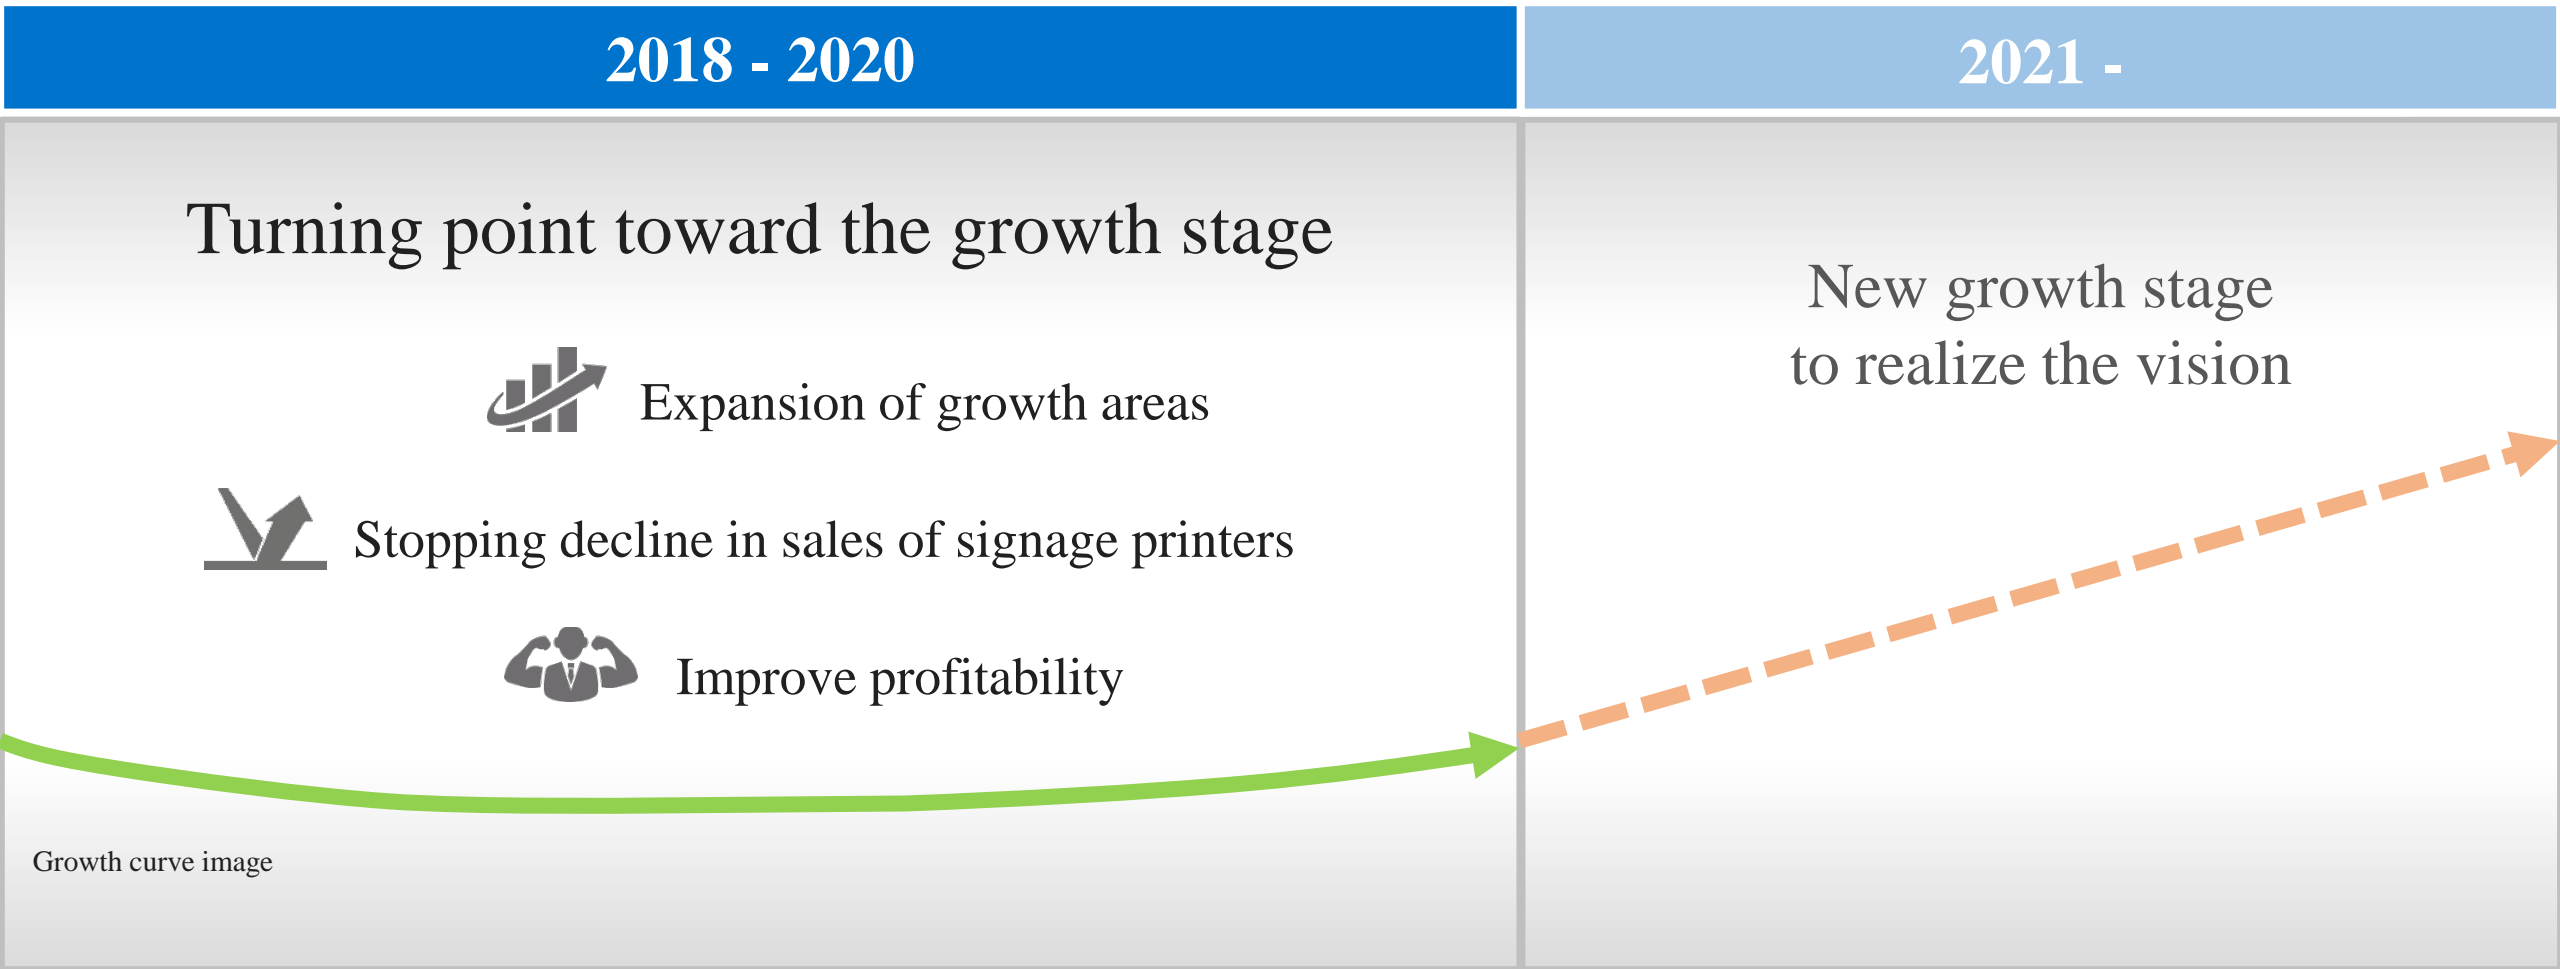 2018 - 2020
2021 -
Turning point toward the growth stage
Expansion of growth areas
Stopping decline in sales of signage printers
Improve profitability
Growth curve image
New growth stage
to realize the vision